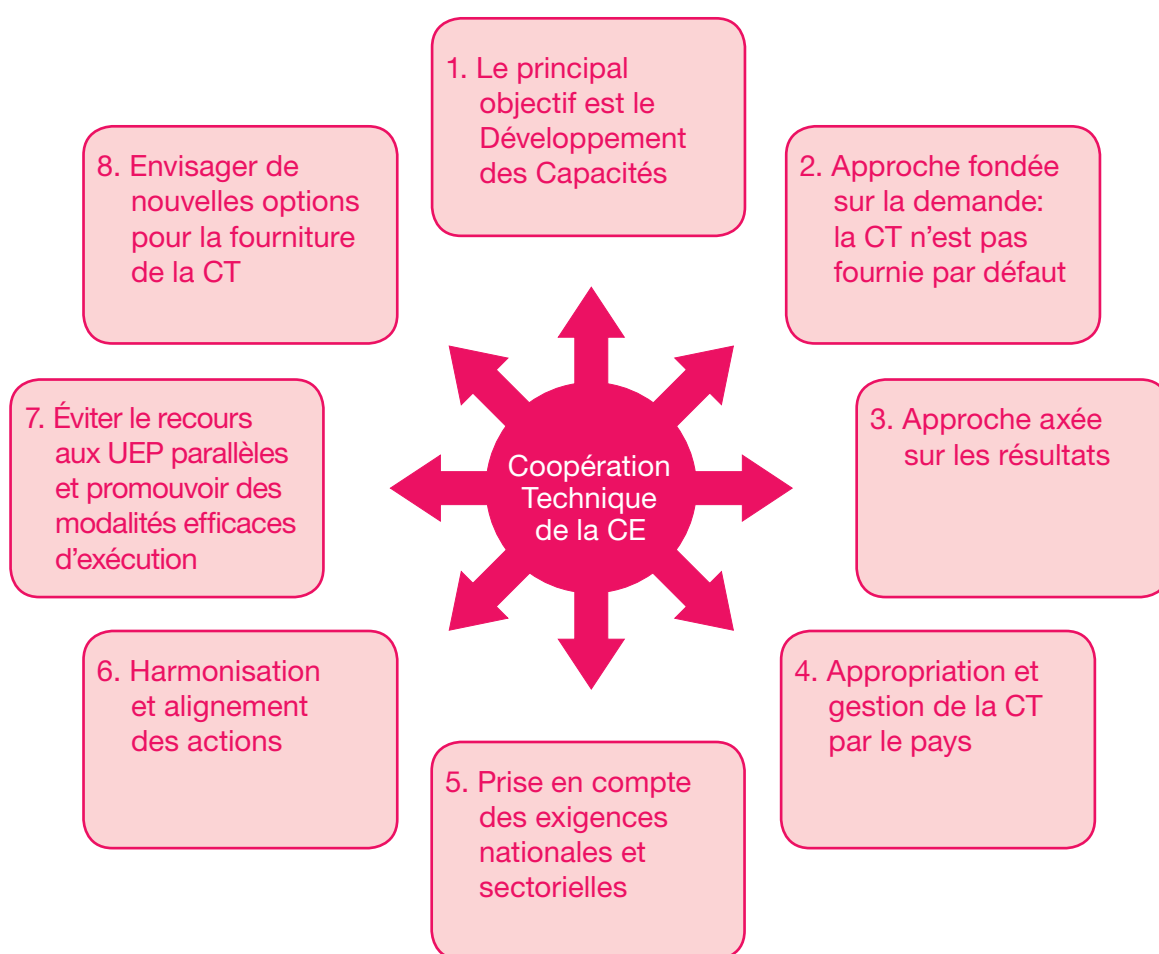 1. Le principal
objectif est le
Développement
des Capacités
2. Approche fondée
sur la demande:
la CT n'est pas
fournie par défaut
3. Approche axée
sur les résultats
4. Appropriation et
gestion de la CT
par le pays
5. Prise en compte
des exigences
nationales et
sectorielles
6. Harmonisation
et alignement
des actions
7. Éviter le recours
aux UEP parallèles
et promouvoir des
modalités efficaces
d'exécution
8. Envisager de
nouvelles options
pour la fourniture
de la CT
Coopération
Technique
de la CE